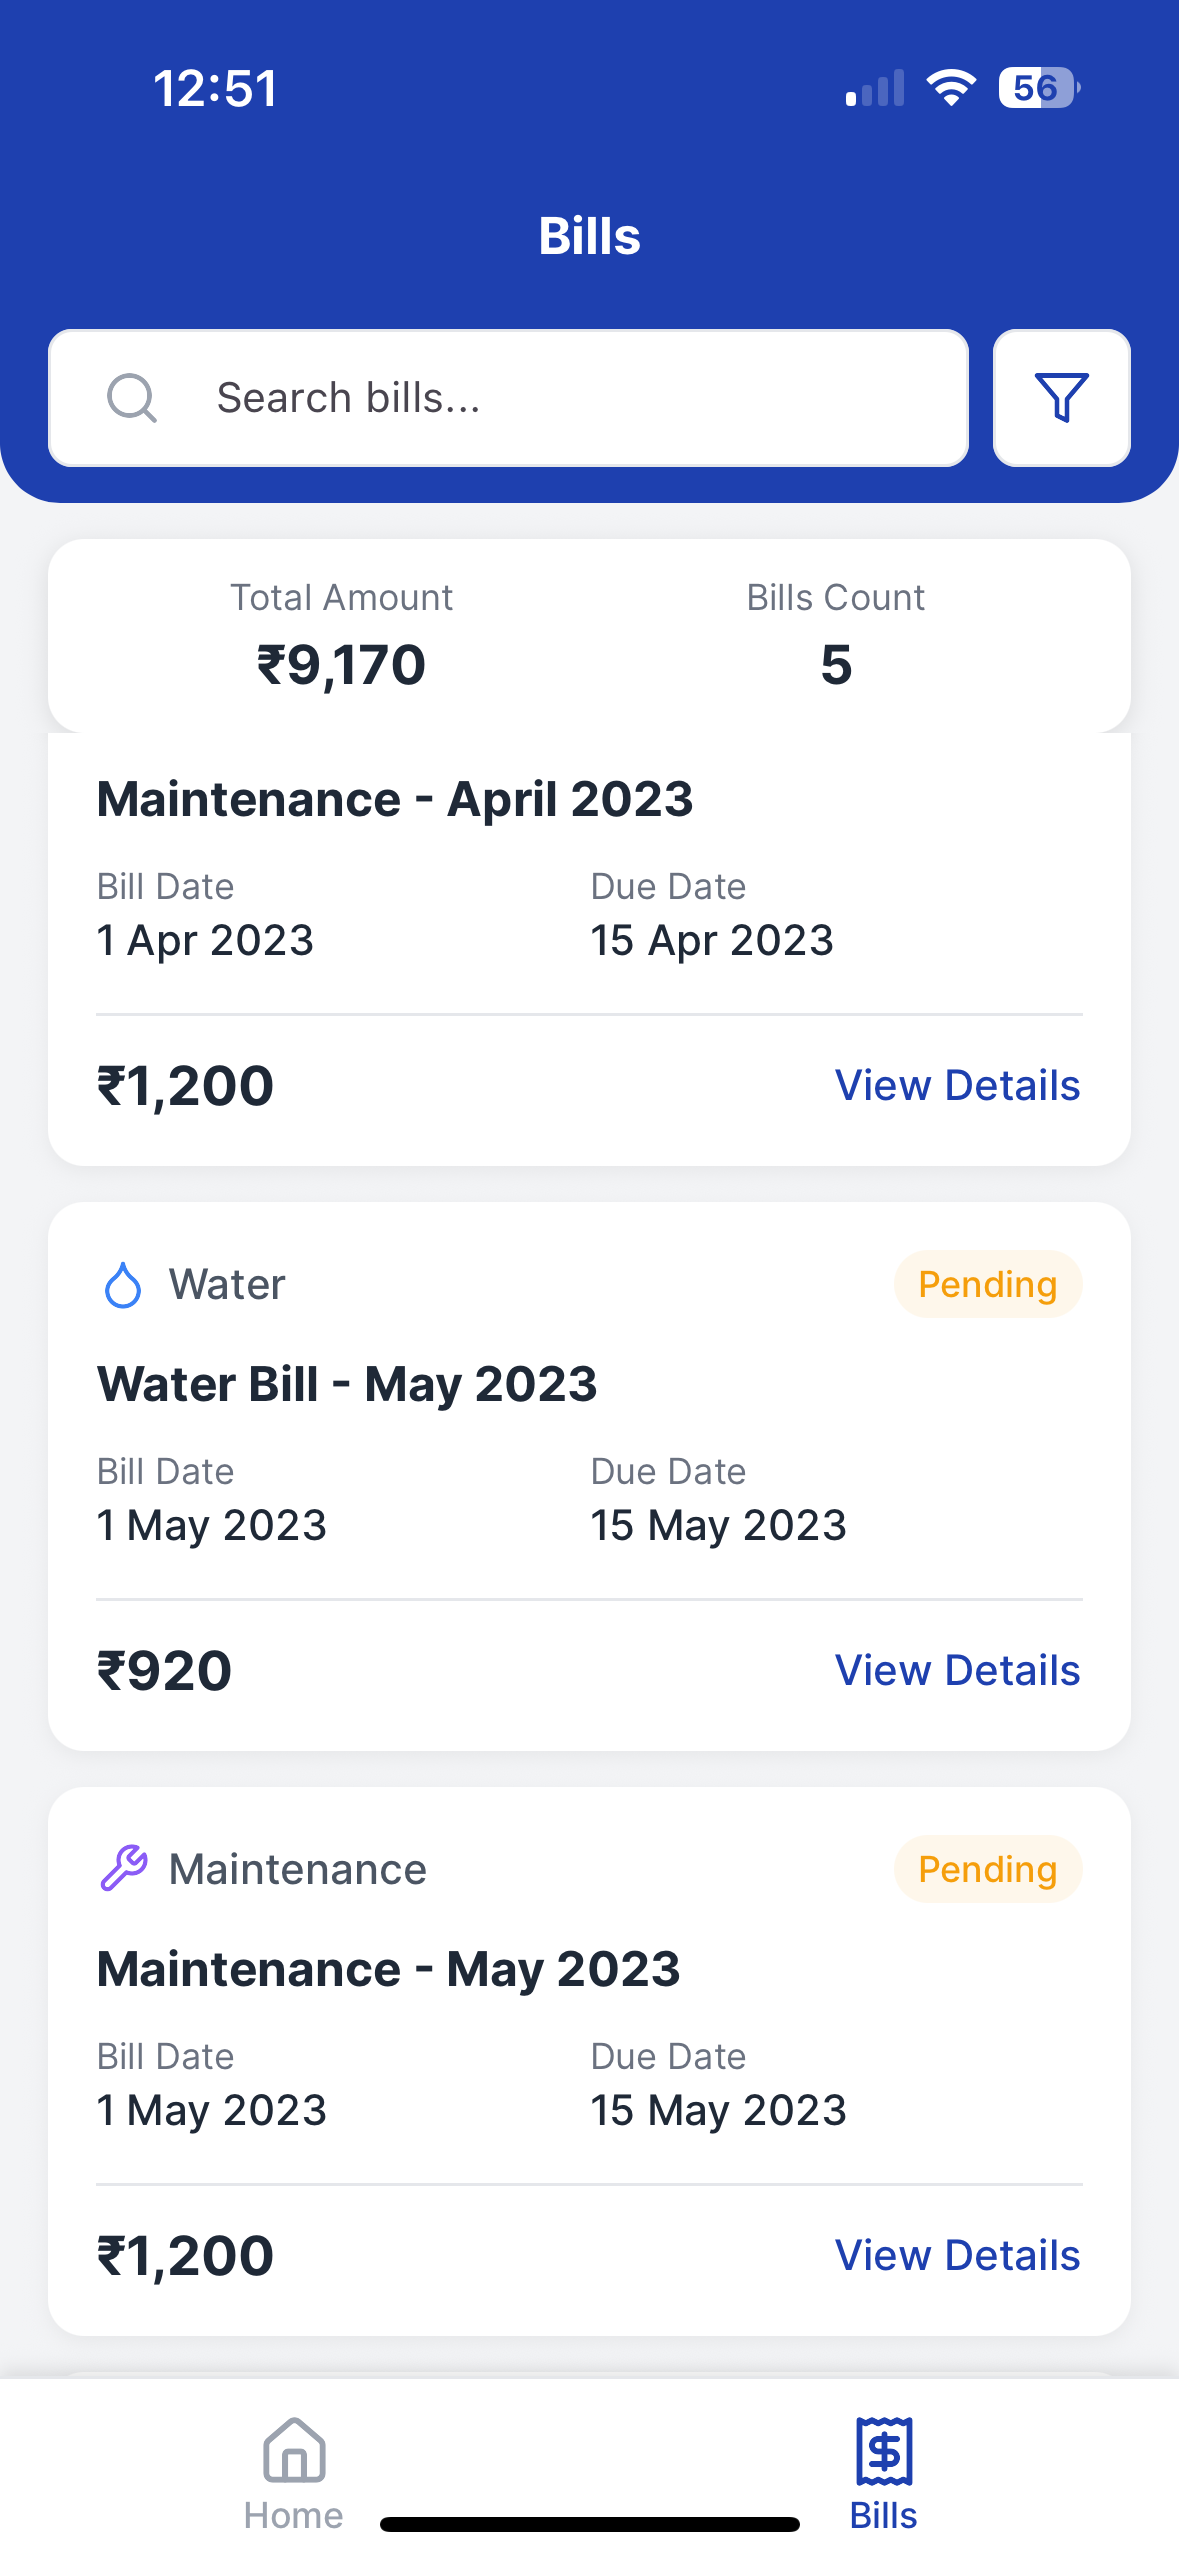 12:51
56
Bills
Search bills...
Total Amount
Bills Count
₹9,170
5
Maintenance - April 2023
Bill Date
Due Date
1 Apr 2023
15 Apr 2023
₹1,200
View Details
Water
Pending
Water Bill - May 2023
Bill Date
Due Date
1 May 2023
15 May 2023
₹920
View Details
Maintenance
Pending
Maintenance - May 2023
Bill Date
Due Date
1 May 2023
15 May 2023
₹1,200
View Details
Home
Bills